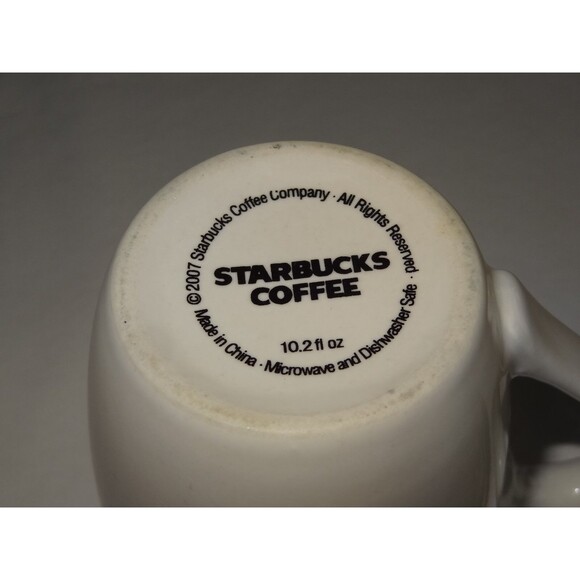 © 2007 Starbucks Coffee Company · All Rights Reserved ·
STARBUCKS
COFFEE
10.2 fl oz
Made in China · Microwave and Dishwasher Safe ·